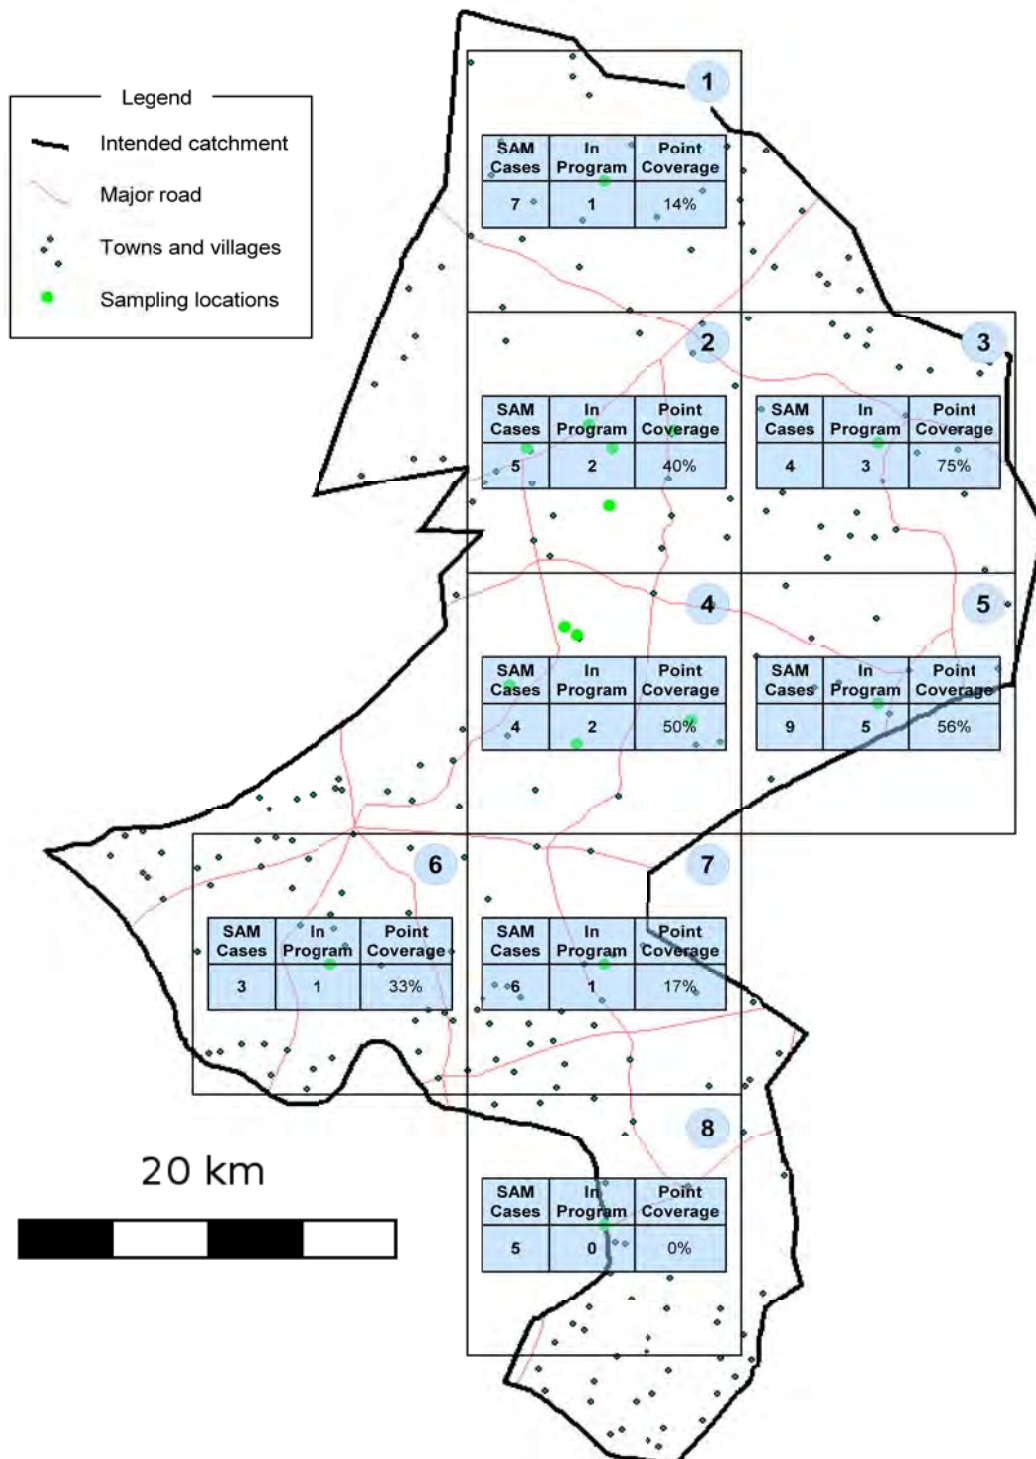 1
Legend
Intended catchment
Major road
Towns and villages
Sampling locations
SAM Cases In Program Point Coverage
7 1 14%
2
3
SAM Cases In Program Point Coverage
5 2 40%
SAM Cases In Program Point Coverage
4 3 75%
4
5
SAM Cases In Program Point Coverage
4 2 50%
SAM Cases In Program Point Coverage
9 5 56%
6
7
SAM Cases In Program Point Coverage
3 1 33%
SAM Cases In Program Point Coverage
6 1 17%
8
20 km
SAM Cases In Program Point Coverage
5 0 0%